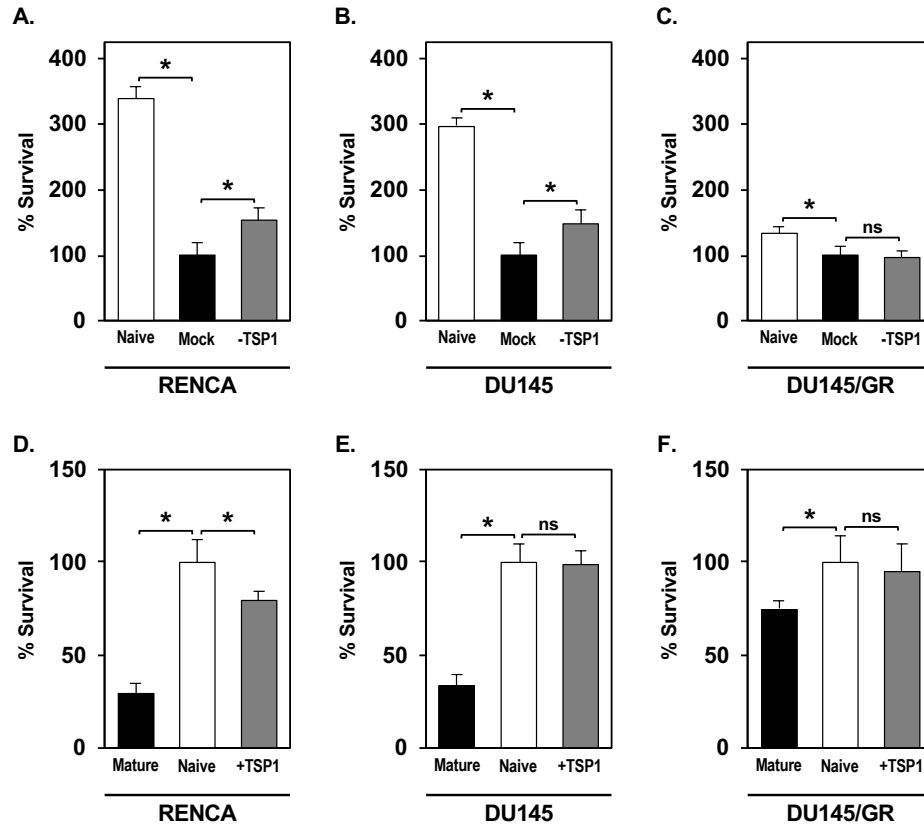 A.
% Survival
400
300
200
100
0
*
*
Naive Mock -TSP1
RENCA
B.
% Survival
400
300
200
100
0
*
*
Naive Mock -TSP1
DU145
C.
% Survival
400
300
200
100
0
*
ns
Naive Mock -TSP1
DU145/GR
D.
% Survival
150
100
50
0
*
*
Mature Naive +TSP1
RENCA
E.
% Survival
150
100
50
0
*
ns
Mature Naive +TSP1
DU145
F.
% Survival
150
100
50
0
*
ns
Mature Naive +TSP1
DU145/GR